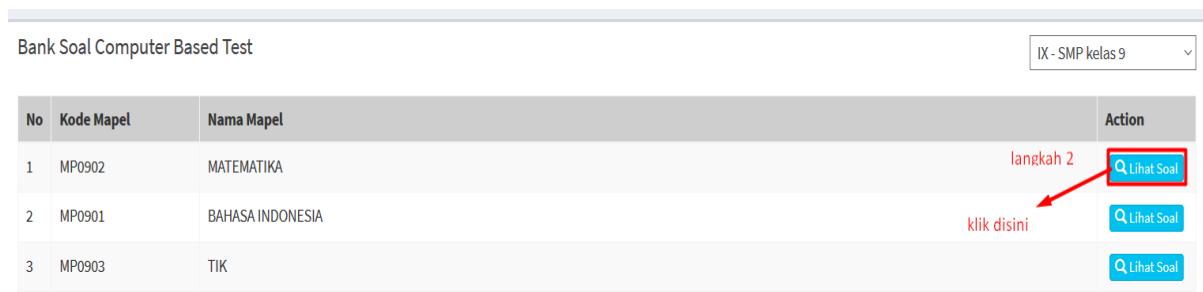 Bank Soal Computer Based Test
IX - SMP kelas 9
No Kode Mapel Nama Mapel Action
1 MP0902 MATEMATIKA langkah 2 Lihat Soal
2 MP0901 BAHASA INDONESIA klik disini Lihat Soal
3 MP0903 TIK Lihat Soal